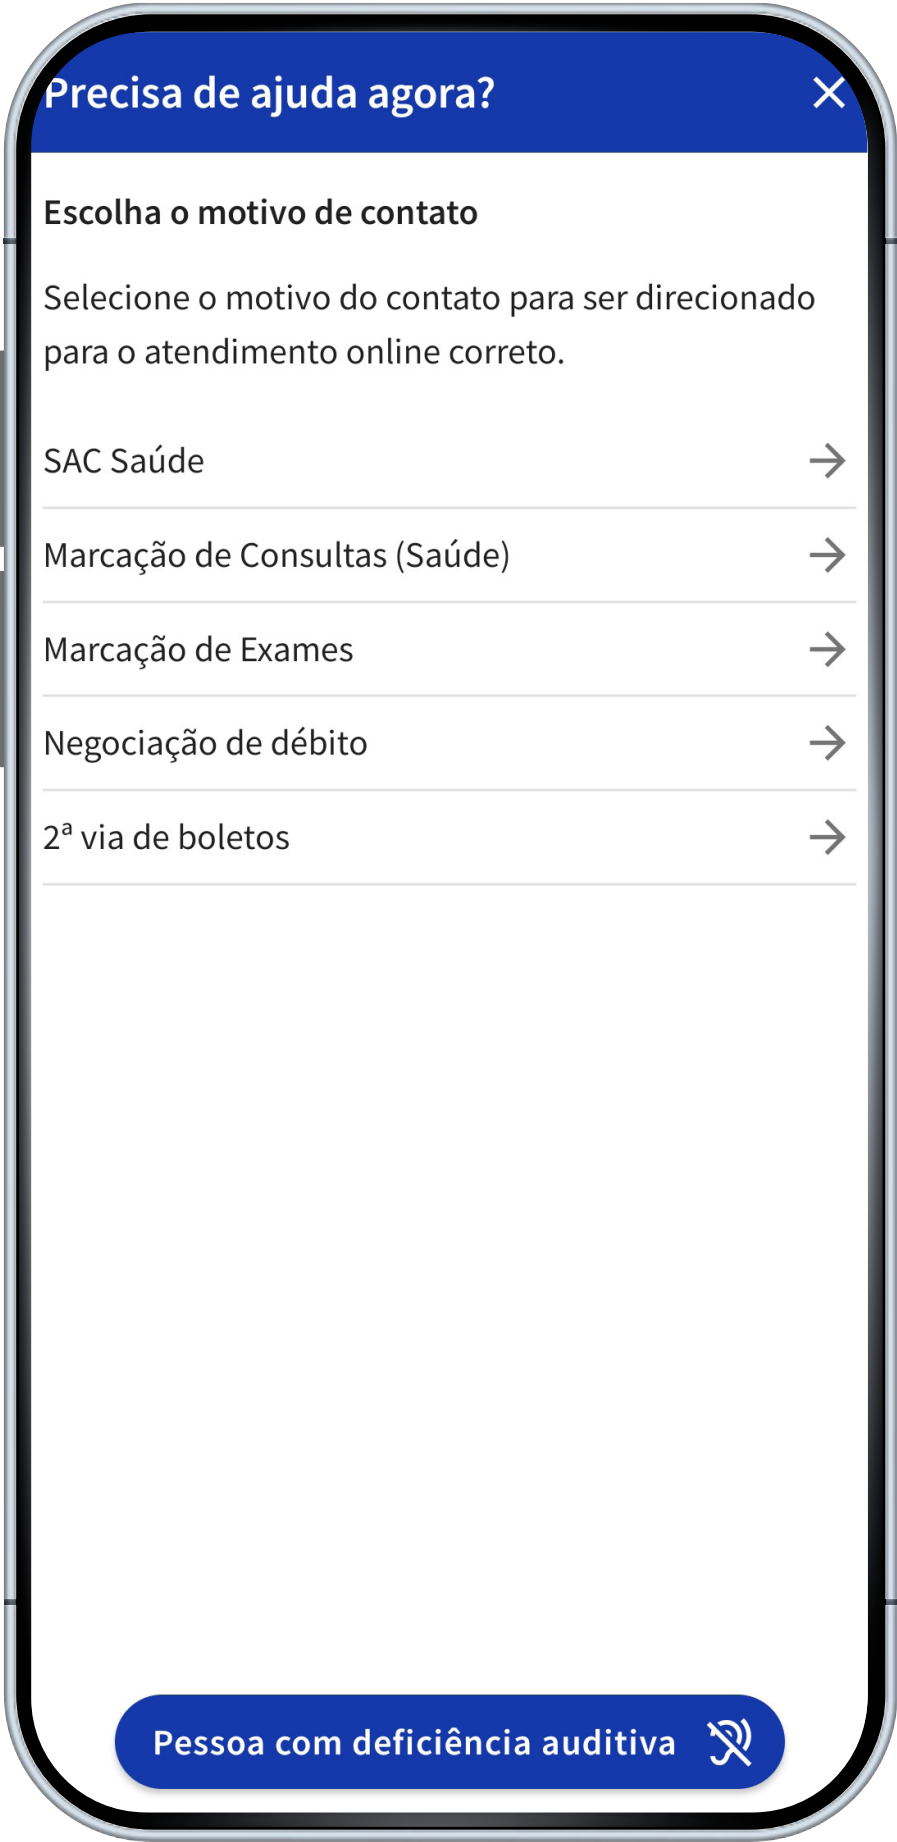 Precisa de ajuda agora?
Escolha o motivo de contato
Selecione o motivo do contato para ser direcionado
para o atendimento online correto.
SAC Saúde
Marcação de Consultas (Saúde)
Marcação de Exames
Negociação de débito
2ª via de boletos
Pessoa com deficiência auditiva